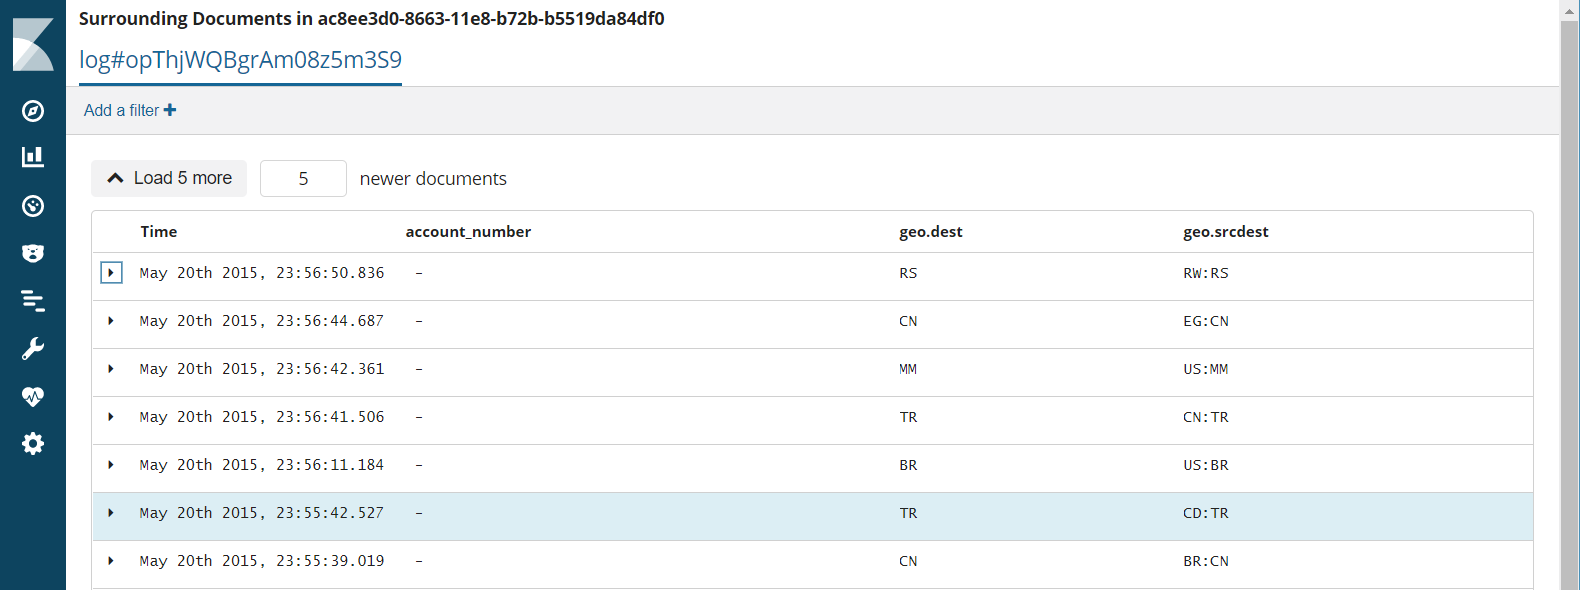 Surrounding Documents in ac8ee3d0-8663-11e8-b72b-b5519da84df0
log#opThjWQBgrAm08z5m3S9
Add a filter +
Load 5 more 5 newer documents
Time account_number geo.dest geo.srcdest
May 20th 2015, 23:56:50.836 - RS RW:RS
May 20th 2015, 23:56:44.687 - CN EG:CN
May 20th 2015, 23:56:42.361 - MM US:MM
May 20th 2015, 23:56:41.506 - TR CN:TR
May 20th 2015, 23:56:11.184 - BR US:BR
May 20th 2015, 23:55:42.527 - TR CD:TR
May 20th 2015, 23:55:39.019 - CN BR:CN